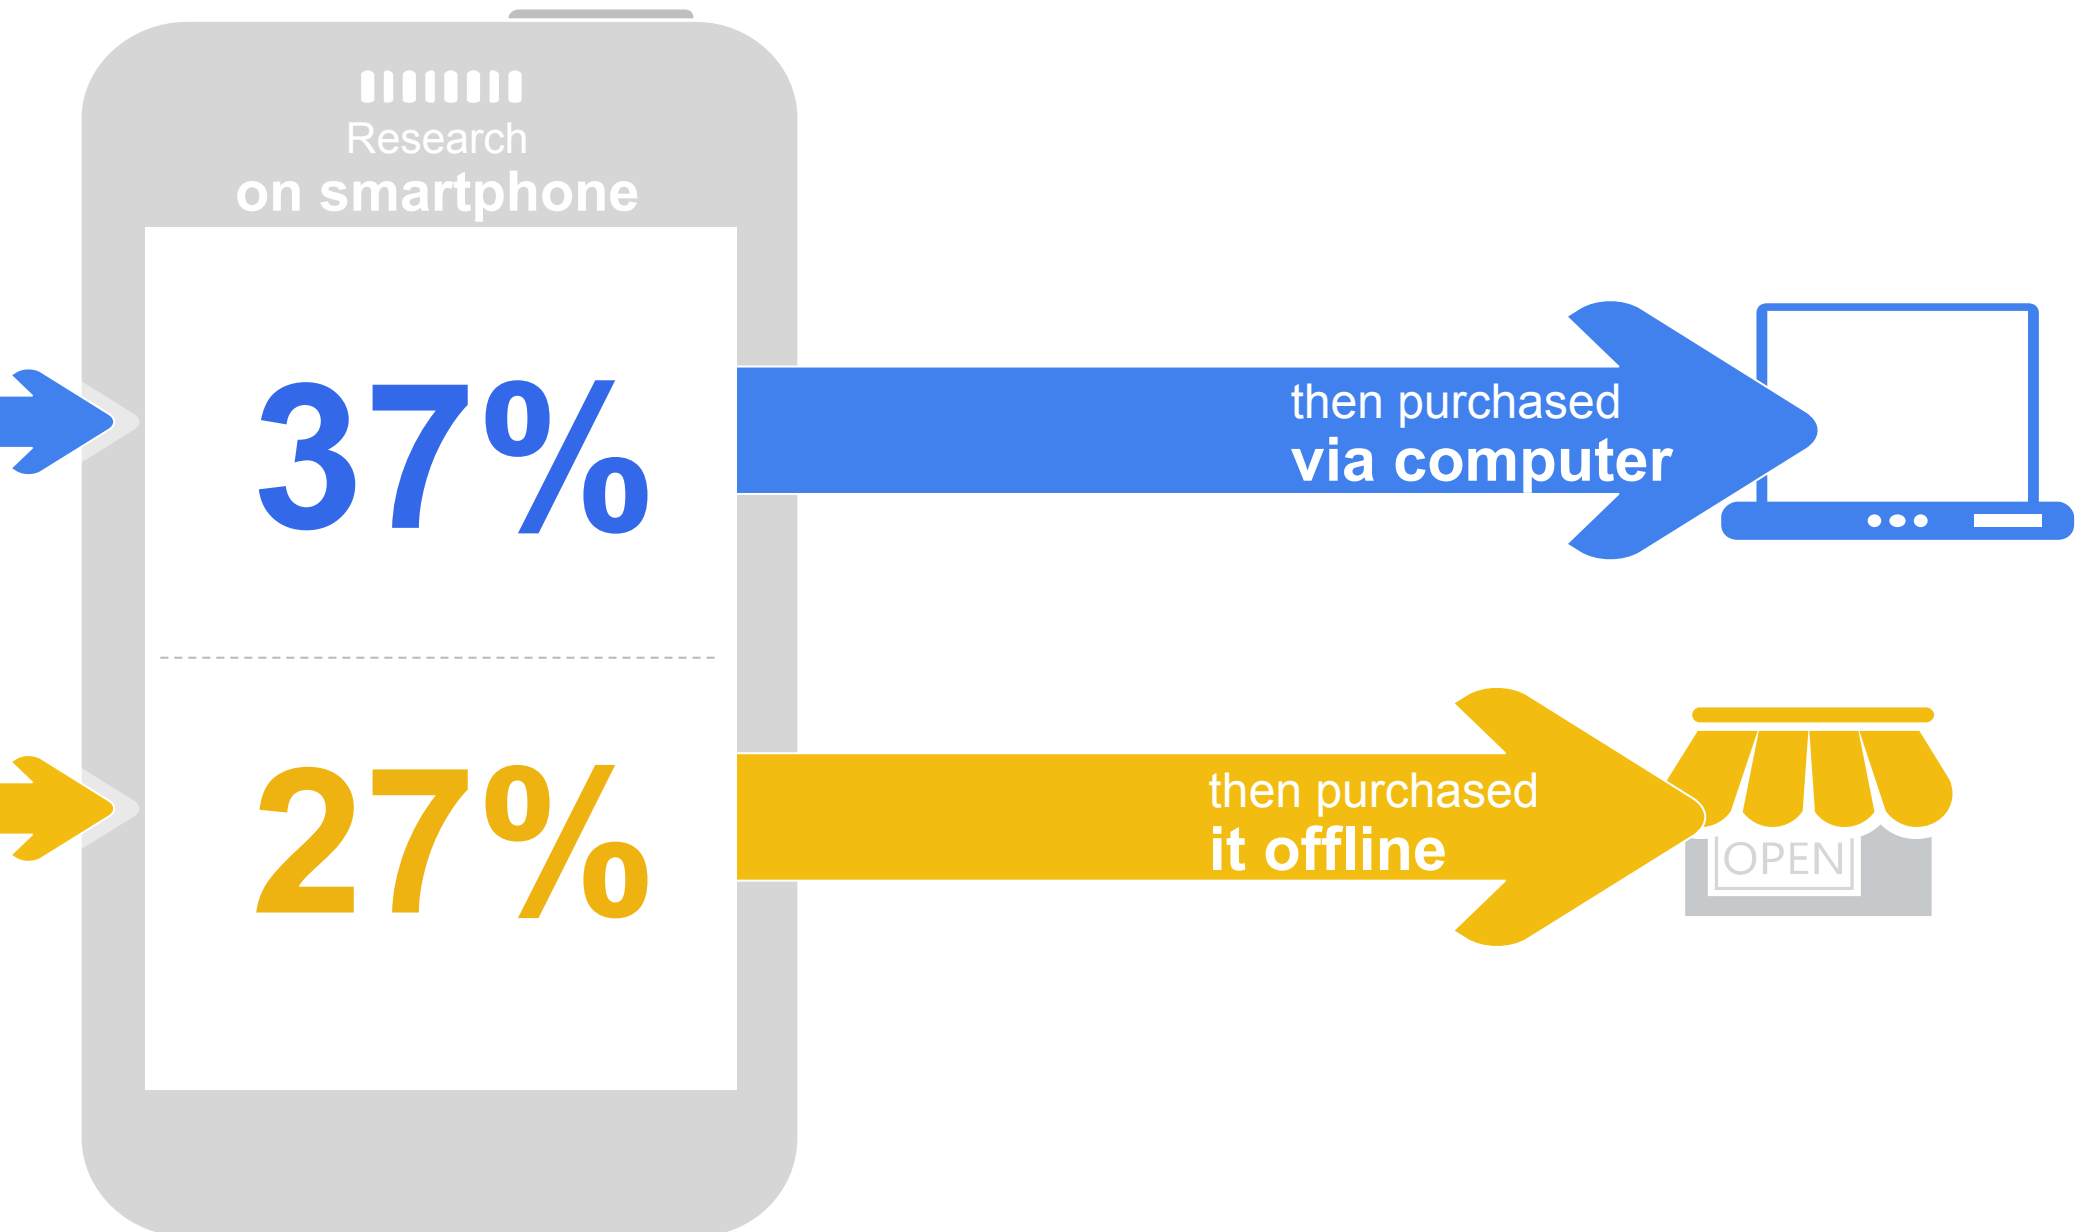 Research
on smartphone
37%
then purchased
via computer
27%
then purchased
it offline
OPEN